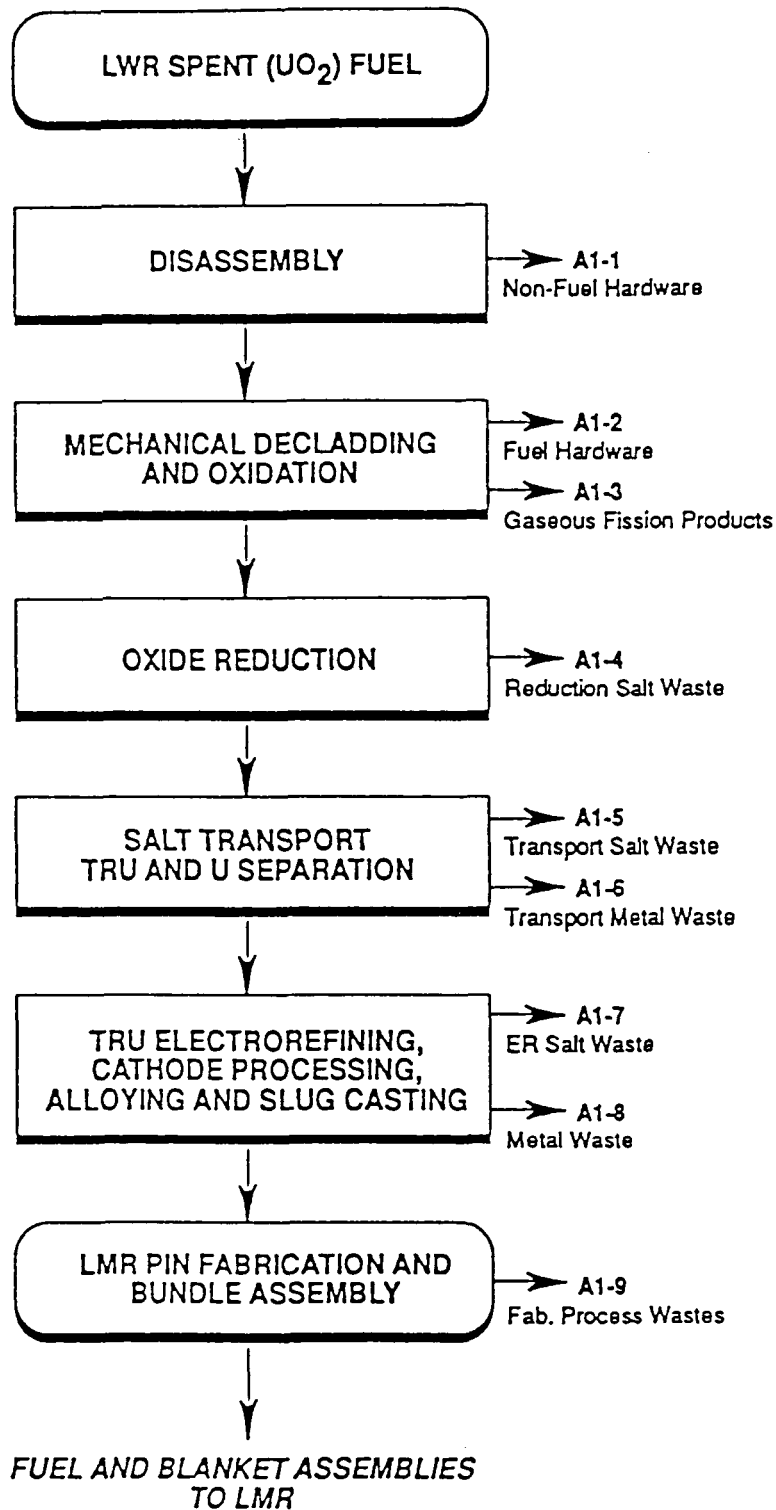 LWR SPENT (UO2) FUEL
DISASSEMBLY
A1-1
Non-Fuel Hardware
MECHANICAL DECLADDING
AND OXIDATION
A1-2
Fuel Hardware
A1-3
Gaseous Fission Products
OXIDE REDUCTION
A1-4
Reduction Salt Waste
SALT TRANSPORT
TRU AND U SEPARATION
A1-5
Transport Salt Waste
A1-6
Transport Metal Waste
TRU ELECTROREFINING,
CATHODE PROCESSING,
ALLOYING AND SLUG CASTING
A1-7
ER Salt Waste
A1-8
Metal Waste
LMR PIN FABRICATION AND
BUNDLE ASSEMBLY
A1-9
Fab. Process Wastes
FUEL AND BLANKET ASSEMBLIES
TO LMR